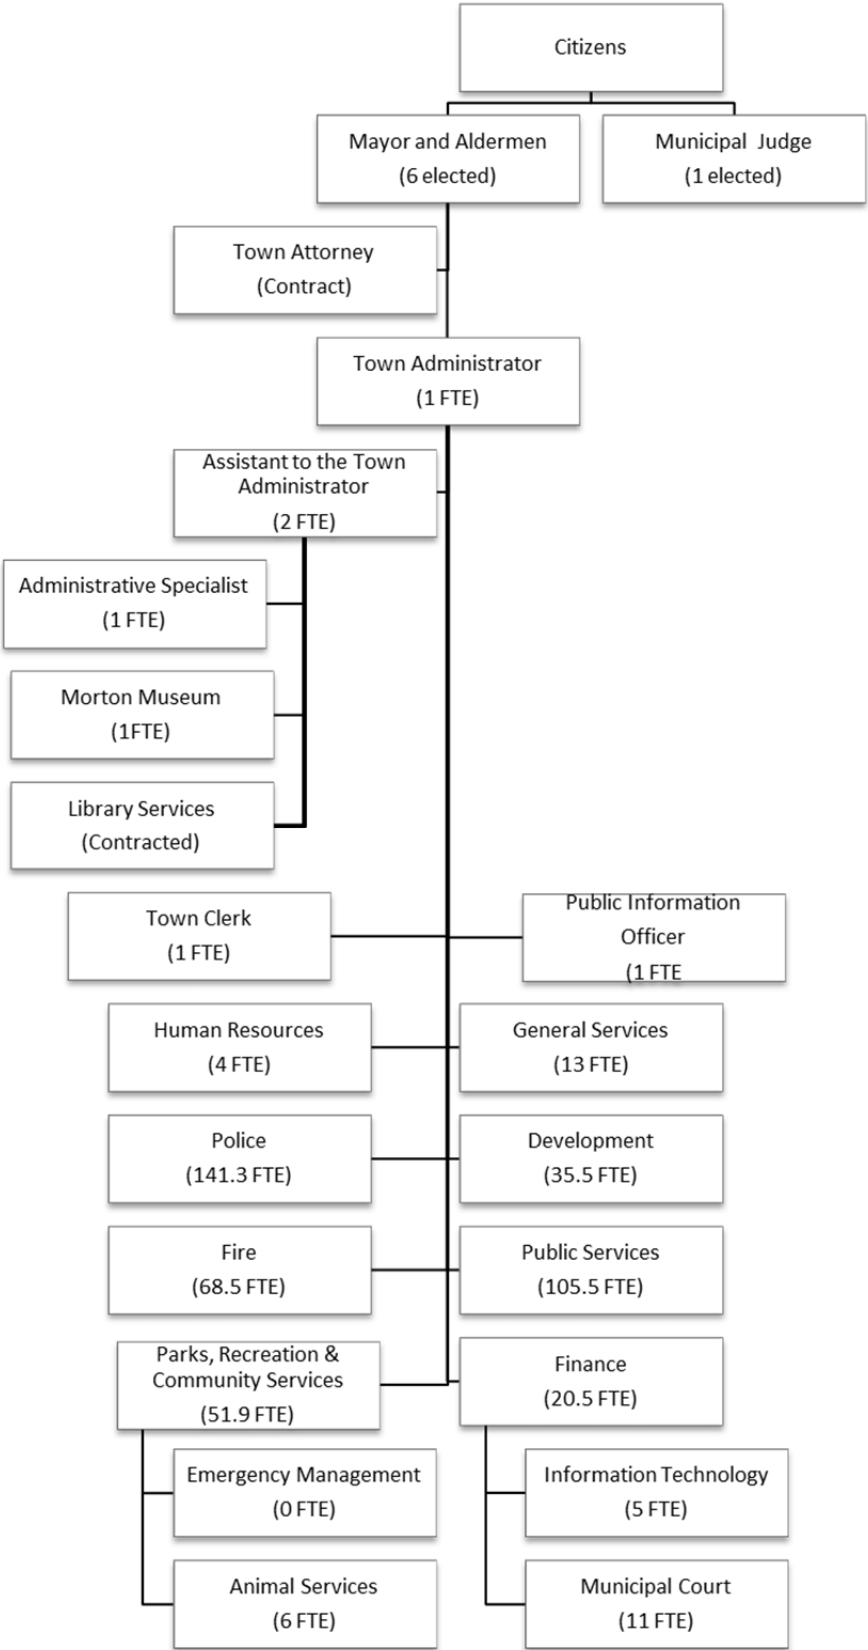 Citizens
Mayor and Aldermen
(6 elected)
Municipal Judge
(1 elected)
Town Attorney
(Contract)
Town Administrator
(1 FTE)
Assistant to the Town
Administrator
(2 FTE)
Administrative Specialist
(1 FTE)
Morton Museum
(1FTE)
Library Services
(Contracted)
Town Clerk
(1 FTE)
Public Information
Officer
(1 FTE
Human Resources
(4 FTE)
General Services
(13 FTE)
Police
(141.3 FTE)
Development
(35.5 FTE)
Fire
(68.5 FTE)
Public Services
(105.5 FTE)
Parks, Recreation &
Community Services
(51.9 FTE)
Finance
(20.5 FTE)
Emergency Management
(0 FTE)
Information Technology
(5 FTE)
Animal Services
(6 FTE)
Municipal Court
(11 FTE)